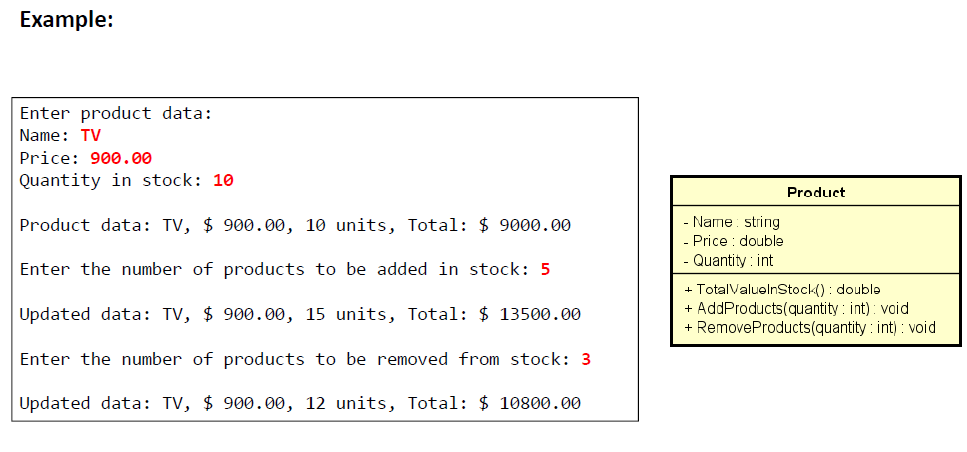 Example:
Enter product data:
Name: TV
Price: 900.00
Quantity in stock: 10
Product data: TV, $ 900.00, 10 units, Total: $ 9000.00
Enter the number of products to be added in stock: 5
Updated data: TV, $ 900.00, 15 units, Total: $ 13500.00
Enter the number of products to be removed from stock: 3
Updated data: TV, $ 900.00, 12 units, Total: $ 10800.00
Product
- Name : string
- Price : double
- Quantity : int
+ TotalValueInStock() : double
+ AddProducts(quantity : int) : void
+ RemoveProducts(quantity : int) : void